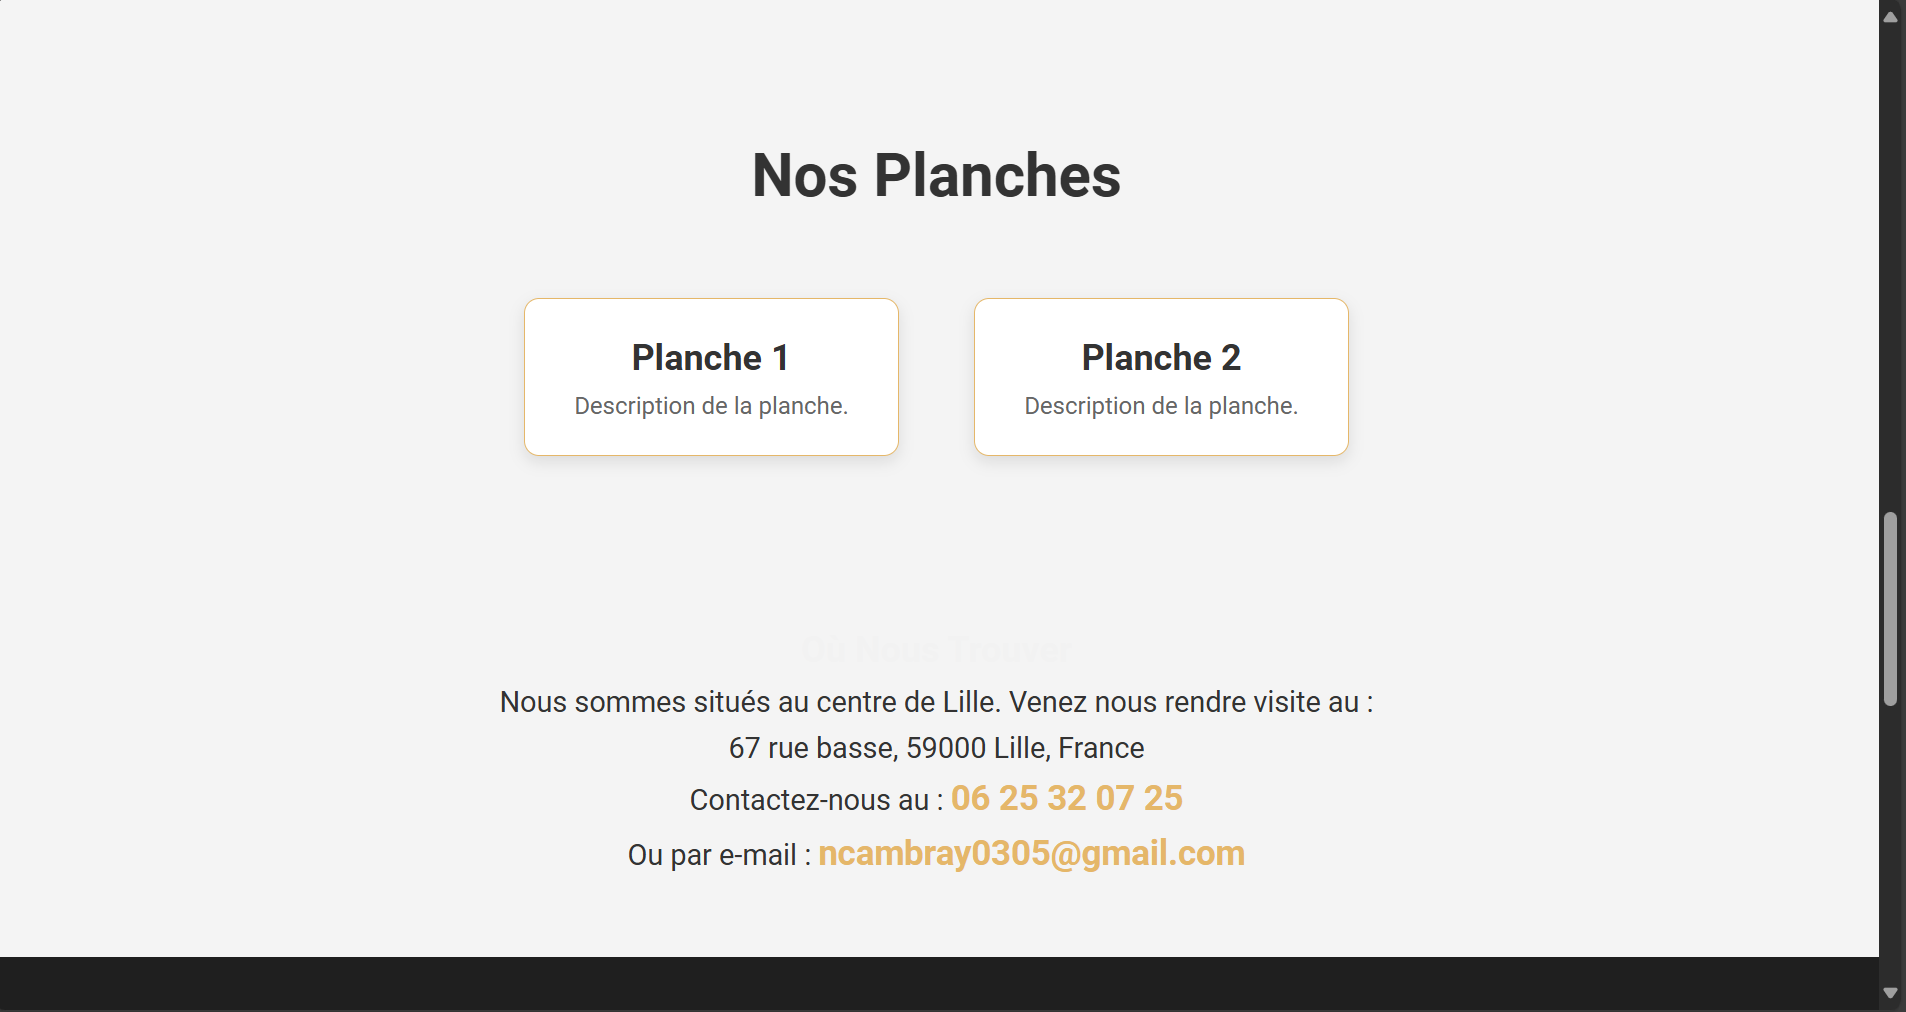 Nos Planches
Planche 1
Description de la planche.
Planche 2
Description de la planche.
Où Nous Trouver
Nous sommes situés au centre de Lille. Venez nous rendre visite au :
67 rue basse, 59000 Lille, France
Contactez-nous au : 06 25 32 07 25
Ou par e-mail : ncambray0305@gmail.com